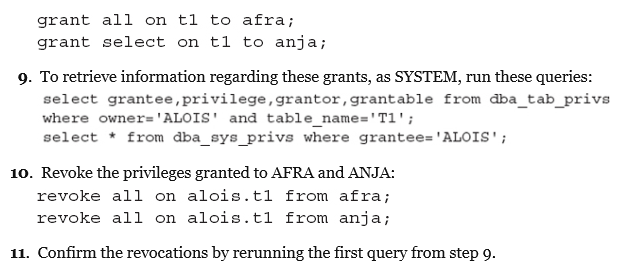 grant all on t1 to afra;
grant select on t1 to anja;
9. To retrieve information regarding these grants, as SYSTEM, run these queries:
select grantee,privilege,grantor,grantable from dba_tab_privs
where owner='ALOIS' and table_name='T1';
select * from dba_sys_privs where grantee='ALOIS';
10. Revoke the privileges granted to AFRA and ANJA:
revoke all on alois.t1 from afra;
revoke all on alois.t1 from anja;
11. Confirm the revocations by rerunning the first query from step 9.